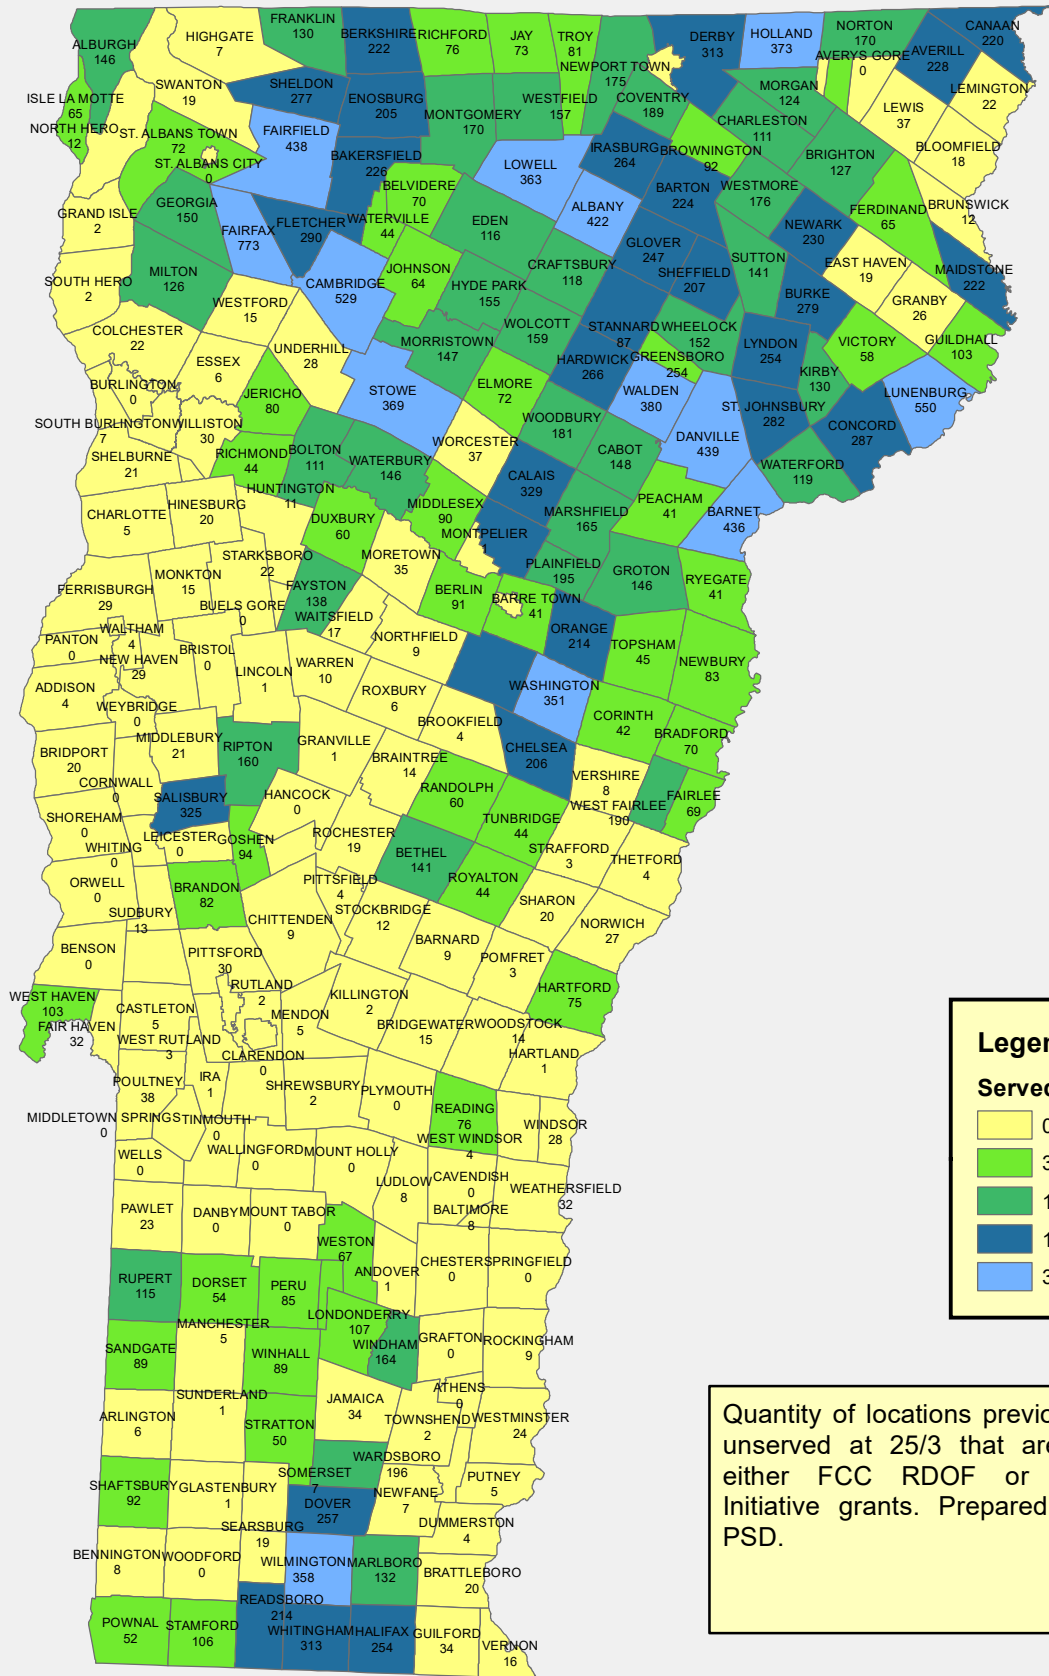 FRANKLIN
130
ALBURGH
146
HIGHGATE
7
BERKSHIRE
222
RICHFORD
76
JAY
73
TROY
81
NEWPORT TOWN
175
DERBY
313
HOLLAND
373
NORTON
170
AVERYS GORE
0
CANAAN
220
AVERILL
228
LEMINGTON
22
LEWIS
37
BLOOMFIELD
18
BRUNSWICK
12
SWANTON
19
SHELDON
277
ENOSBURG
205
MONTGOMERY
170
WESTFIELD
157
COVENTRY
189
MORGAN
124
CHARLESTON
111
BRIGHTON
127
ISLE LA MOTTE
65
NORTH HERO
12
ST. ALBANS TOWN
72
ST. ALBANS CITY
0
FAIRFIELD
438
BAKERSFIELD
226
BELVIDERE
70
LOWELL
363
IRASBURG
264
BROWNINGTON
92
BARTON
224
WESTMORE
176
FERDINAND
65
GRAND ISLE
2
GEORGIA
150
FAIRFAX
773
FLETCHER
290
WATERVILLE
44
EDEN
116
ALBANY
422
GLOVER
247
NEWARK
230
EAST HAVEN
19
MAIDSTONE
222
SOUTH HERO
2
MILTON
126
WESTFORD
15
CAMBRIDGE
529
JOHNSON
64
HYDE PARK
155
CRAFTSBURY
118
SHEFFIELD
207
SUTTON
141
BURKE
279
GRANBY
26
GUILDHALL
103
COLCHESTER
22
ESSEX
6
UNDERHILL
28
MORRISTOWN
147
WOLCOTT
159
STANNARD
87
WHEELOCK
152
GREENSBORO
254
LYNDON
254
KIRBY
130
VICTORY
58
LUNENBURG
550
BURLINGTON
0
JERICHO
80
STOWE
369
ELMORE
72
HARDWICK
266
WALDEN
380
ST. JOHNSBURY
282
CONCORD
287
SOUTH BURLINGTON
7
WILLISTON
30
SHELBURNE
21
RICHMOND
44
BOLTON
111
WATERBURY
146
WORCESTER
37
WOODBURY
181
CABOT
148
DANVILLE
439
WATERFORD
119
HUNTINGTON
11
CALAIS
329
PEACHAM
41
BARNET
436
CHARLOTTE
5
HINESBURG
20
DUXBURY
60
MIDDLESEX
90
MONTPELIER
1
MARSHFIELD
165
STARKSBORO
22
MORETOWN
35
PLAINFIELD
195
GROTON
146
RYEGATE
41
FERRISBURGH
29
MONKTON
15
BUELS GORE
0
FAYSTON
138
WAITSFIELD
17
BERLIN
91
BARRE TOWN
41
ORANGE
214
TOPSHAM
45
NEWBURY
83
PANTON
0
WALTHAM
4
NEW HAVEN
29
BRISTOL
0
LINCOLN
1
WARREN
10
NORTHFIELD
9
WASHINGTON
351
ADDISON
4
WEYBRIDGE
0
ROXBURY
6
BROOKFIELD
4
CORINTH
42
BRADFORD
70
BRIDPORT
20
MIDDLEBURY
21
RIPTON
160
GRANVILLE
1
BRAINTREE
14
CHELSEA
206
VERSHIRE
8
WEST FAIRLEE
190
FAIRLEE
69
CORNWALL
0
SALISBURY
325
HANCOCK
0
RANDOLPH
60
TUNBRIDGE
44
SHOREHAM
0
WHITING
0
LEICESTER
0
GOSHEN
94
ROCHESTER
19
BETHEL
141
STRAFFORD
3
THETFORD
4
ORWELL
0
BRANDON
82
PITTSFIELD
4
ROYALTON
44
SHARON
20
SUDBURY
13
CHITTENDEN
9
STOCKBRIDGE
12
NORWICH
27
BENSON
0
PITTSFORD
30
BARNARD
9
POMFRET
3
WEST HAVEN
103
FAIR HAVEN
32
CASTLETON
5
RUTLAND
2
MENDON
5
KILLINGTON
2
HARTFORD
75
WEST RUTLAND
3
BRIDGEWATER
15
WOODSTOCK
14
HARTLAND
1
CLARENDON
0
POULTNEY
38
IRA
1
SHREWSBURY
2
PLYMOUTH
0
READING
76
WEST WINDSOR
4
WINDSOR
28
MIDDLETOWN SPRINGS
0
TINMOUTH
0
WELLS
0
WALLINGFORD
0
MOUNT HOLLY
0
LUDLOW
8
CAVENDISH
0
BALTIMORE
8
WEATHERSFIELD
32
PAWLET
23
DANBY
0
MOUNT TABOR
0
WESTON
67
ANDOVER
1
CHESTER
0
SPRINGFIELD
0
RUPERT
115
DORSET
54
PERU
85
LONDONDERRY
107
WINDHAM
164
GRAFTON
0
ROCKINGHAM
9
MANCHESTER
5
SANDGATE
89
WINHALL
89
ATHENS
0
SUNDERLAND
1
ARLINGTON
6
STRATTON
50
JAMAICA
34
TOWNSHEND
2
WESTMINSTER
24
WARDSBORO
196
SOMERSET
7
PUTNEY
5
SHAFTSBURY
92
GLASTENBURY
1
DOVER
257
NEWFANE
7
DUMMERSTON
4
SEARSBURG
19
BENNINGTON
8
WOODFORD
0
WILMINGTON
358
MARLBORO
132
BRATTLEBORO
20
READSBORO
214
POWNAL
52
STAMFORD
106
WHITINGHAM
313
HALIFAX
254
GUILFORD
34
VERNON
16
Legen
Served
0
3
1
1
3
Quantity of locations previo
unserved at 25/3 that are
either FCC RDOF or
Initiative grants. Prepared
PSD.